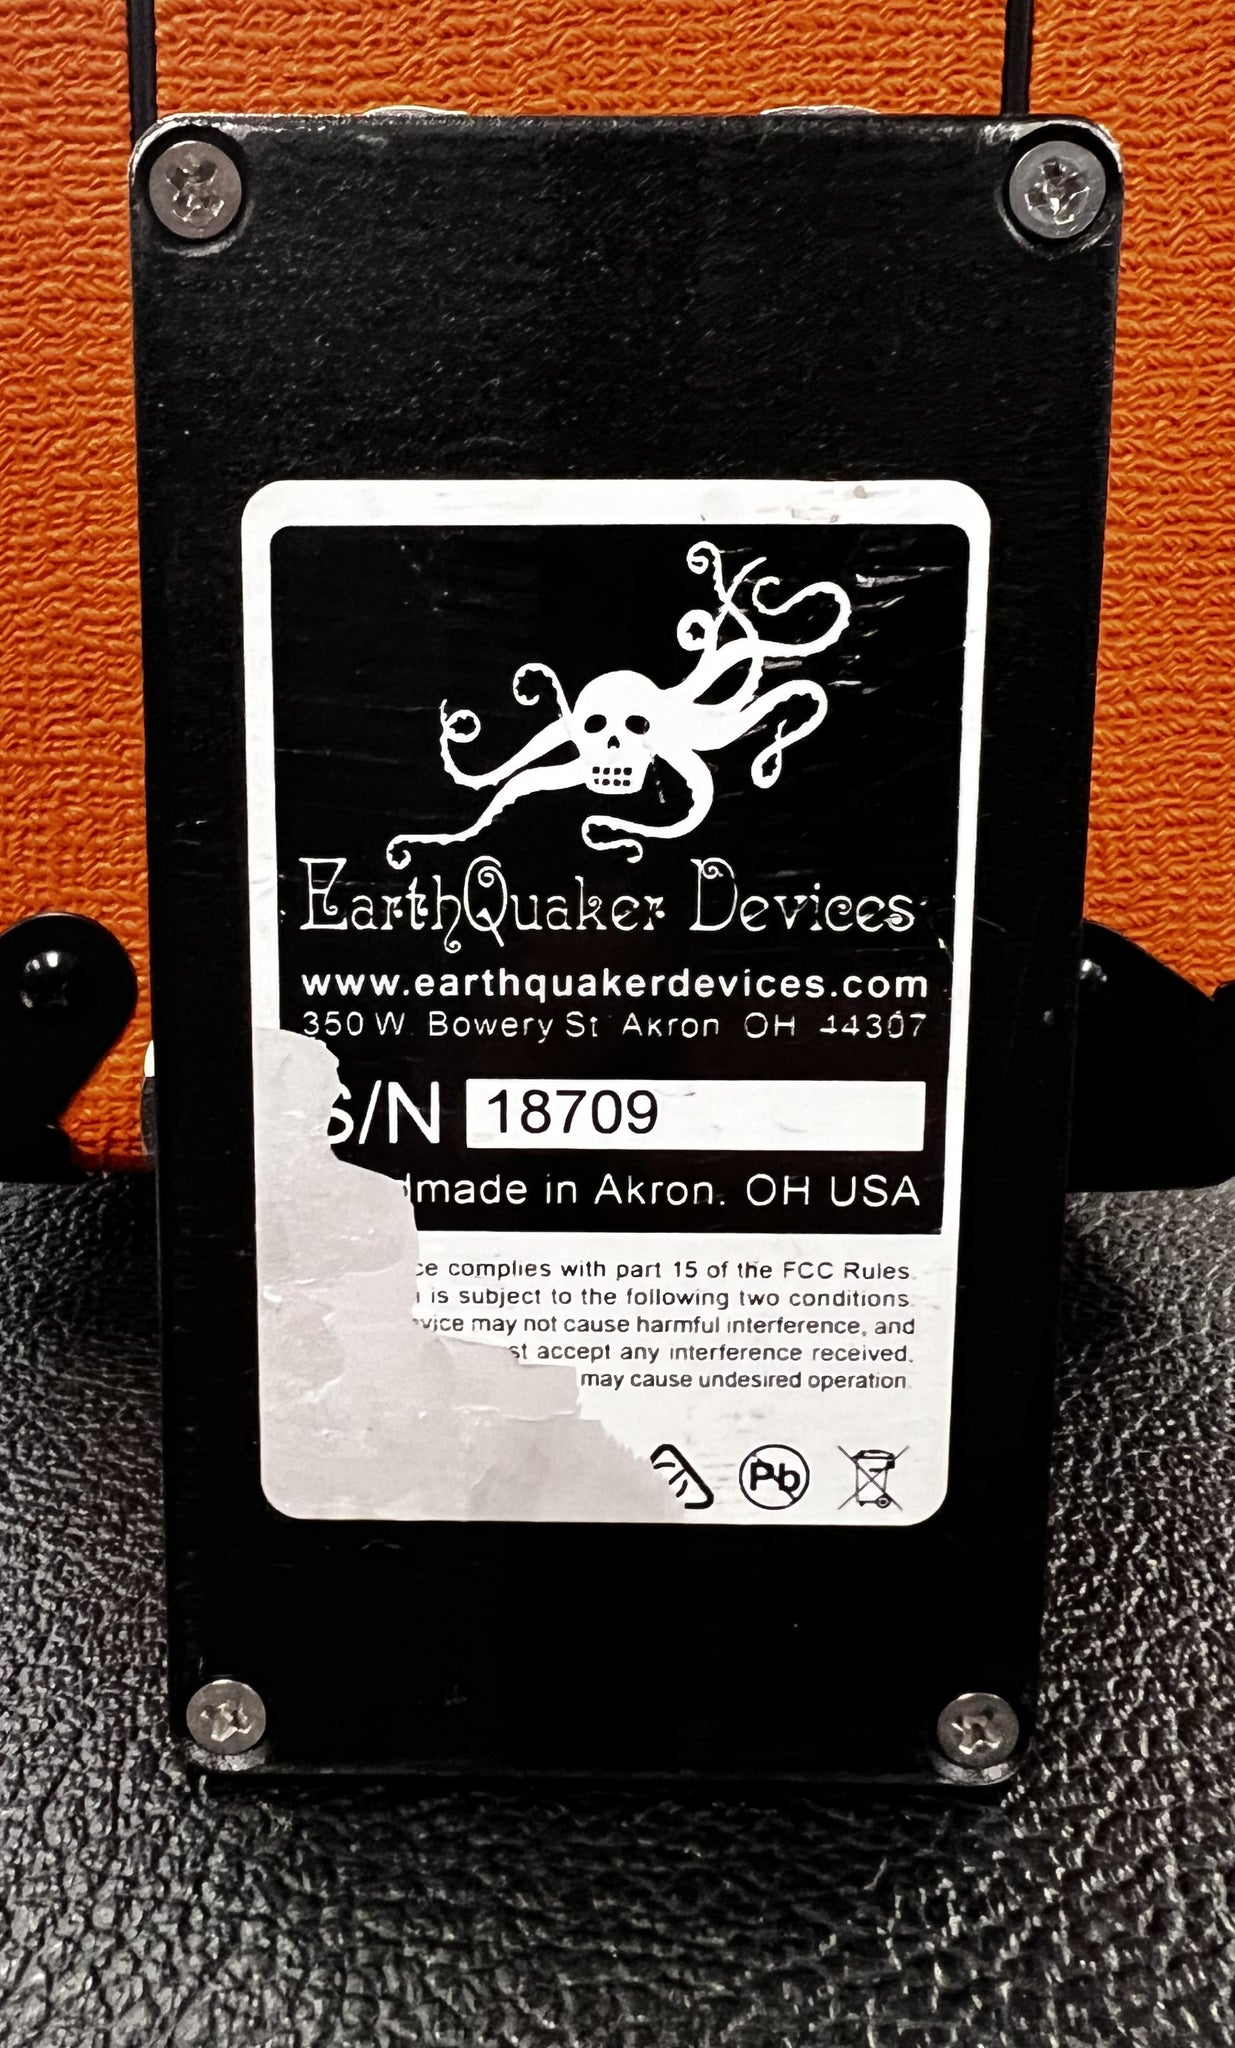 EarthQuaker Devices
www.earthquakerdevices.com
350 W. Bowery St Akron OH 44307
S/N 18709
dmade in Akron, OH USA
ce complies with part 15 of the FCC Rules.
is subject to the following two conditions.
vice may not cause harmful interference, and
st accept any interference received,
may cause undesired operation.
Pb